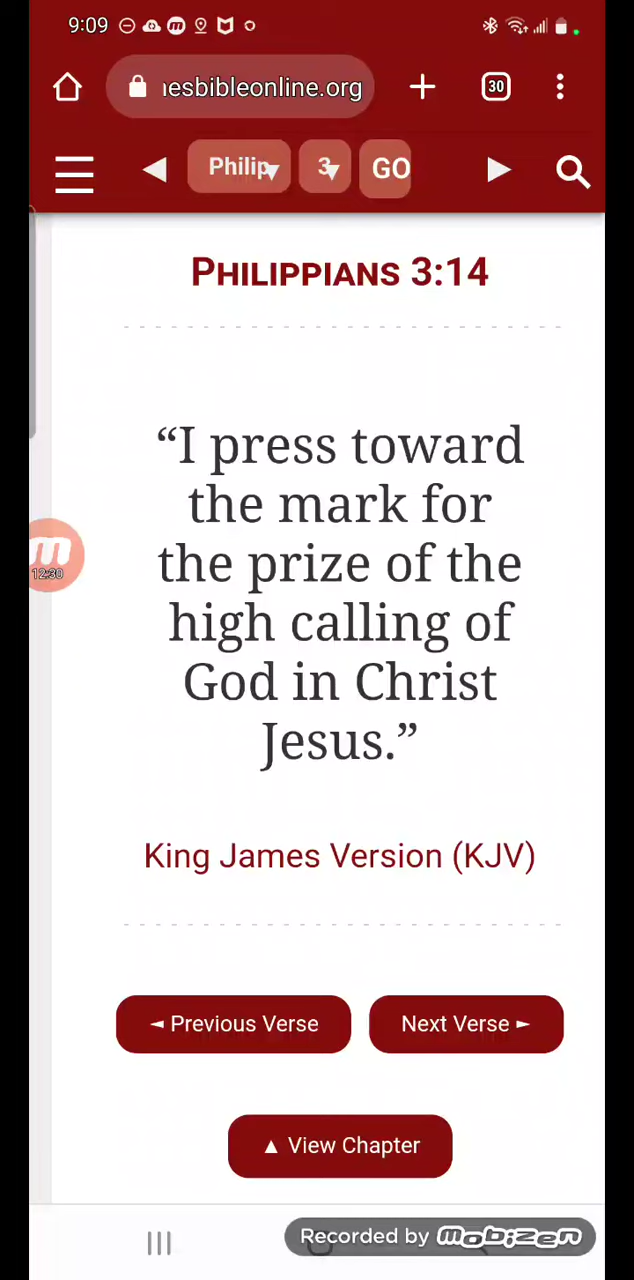 9:09
nesbibleonline.org
30
Philip
3
GO
PHILIPPIANS 3:14
“I press toward
the mark for
the prize of the
high calling of
God in Christ
Jesus.”
12:30
King James Version (KJV)
◄ Previous Verse
Next Verse ►
▲ View Chapter
Recorded by mobizen